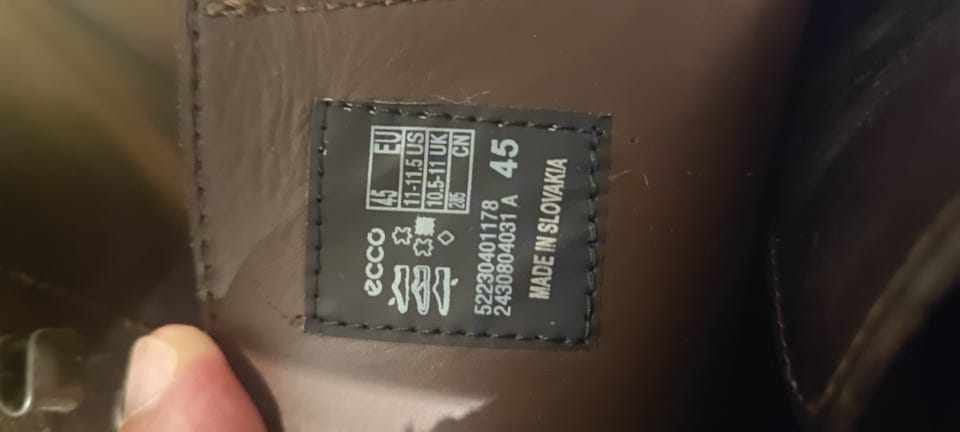 ecco
45 EU
11-11.5 US
10.5-11 UK
285 CN
52230401178
2430804031 A 45
MADE IN SLOVAKIA